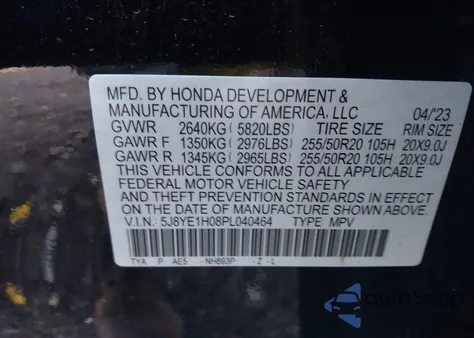 MFD. BY HONDA DEVELOPMENT &
MANUFACTURING OF AMERICA, LLC 04/'23
GVWR 2640KG ( 5820LBS) TIRE SIZE RIM SIZE
GAWR F 1350KG ( 2976LBS) 255/50R20 105H 20X9.0J
GAWR R 1345KG ( 2965LBS) 255/50R20 105H 20X9.0J
THIS VEHICLE CONFORMS TO ALL APPLICABLE
FEDERAL MOTOR VEHICLE SAFETY
AND THEFT PREVENTION STANDARDS IN EFFECT
ON THE DATE OF MANUFACTURE SHOWN ABOVE.
V.I.N.: 5J8YE1H08PL040464 TYPE: MPV
TYA P AE5 - NH893P - Z - L